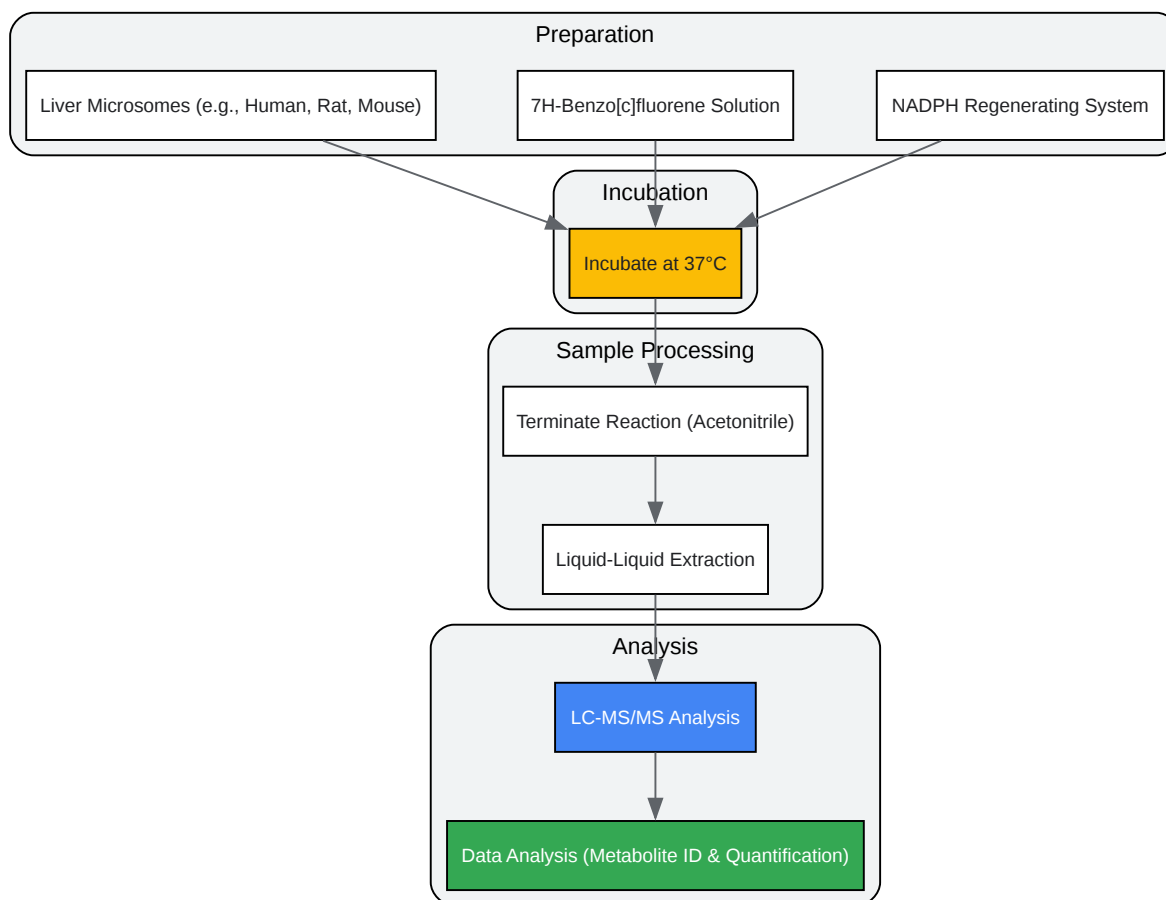 Preparation
Liver Microsomes (e.g., Human, Rat, Mouse)
7H-Benzo[c]fluorene Solution
NADPH Regenerating System
Incubation
Incubate at 37°C
Sample Processing
Terminate Reaction (Acetonitrile)
Liquid-Liquid Extraction
Analysis
LC-MS/MS Analysis
Data Analysis (Metabolite ID & Quantification)